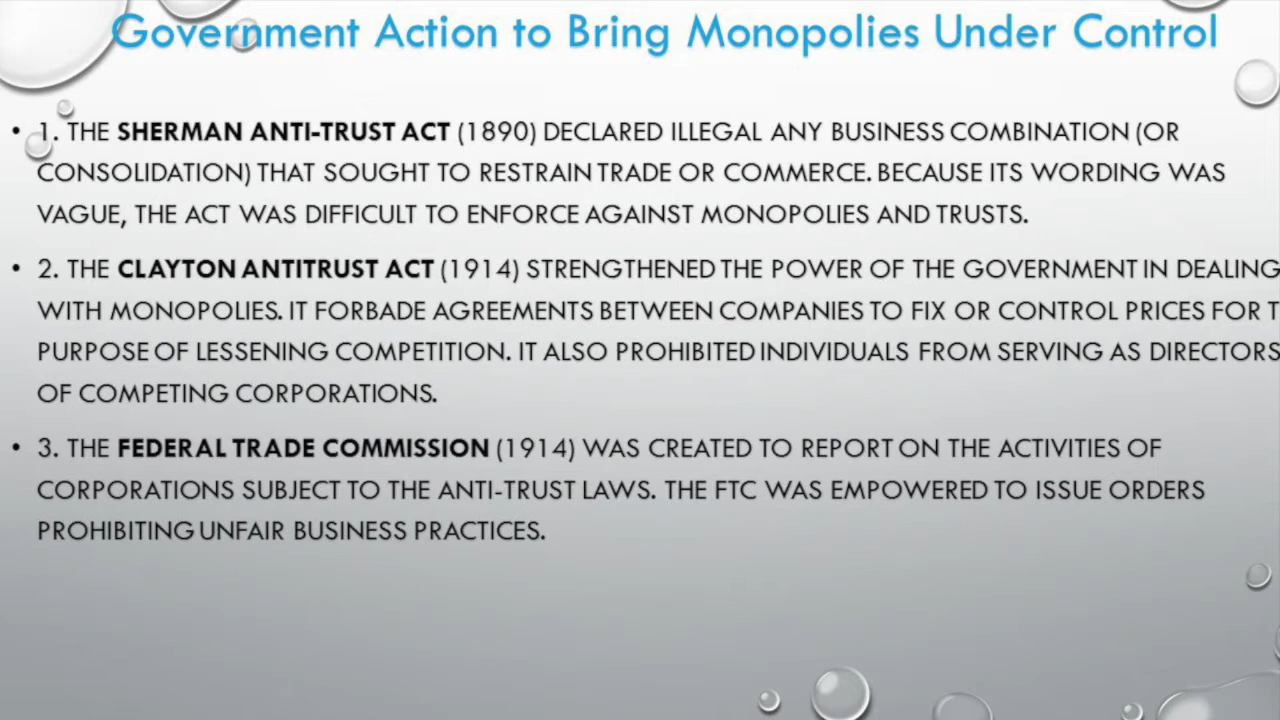 Government Action to Bring Monopolies Under Control
• 1. THE SHERMAN ANTI-TRUST ACT (1890) DECLARED ILLEGAL ANY BUSINESS COMBINATION (OR
CONSOLIDATION) THAT SOUGHT TO RESTRAIN TRADE OR COMMERCE. BECAUSE ITS WORDING WAS
VAGUE, THE ACT WAS DIFFICULT TO ENFORCE AGAINST MONOPOLIES AND TRUSTS.
• 2. THE CLAYTON ANTITRUST ACT (1914) STRENGTHENED THE POWER OF THE GOVERNMENT IN DEALING
WITH MONOPOLIES. IT FORBADE AGREEMENTS BETWEEN COMPANIES TO FIX OR CONTROL PRICES FOR T
PURPOSE OF LESSENING COMPETITION. IT ALSO PROHIBITED INDIVIDUALS FROM SERVING AS DIRECTORS
OF COMPETING CORPORATIONS.
• 3. THE FEDERAL TRADE COMMISSION (1914) WAS CREATED TO REPORT ON THE ACTIVITIES OF
CORPORATIONS SUBJECT TO THE ANTI-TRUST LAWS. THE FTC WAS EMPOWERED TO ISSUE ORDERS
PROHIBITING UNFAIR BUSINESS PRACTICES.